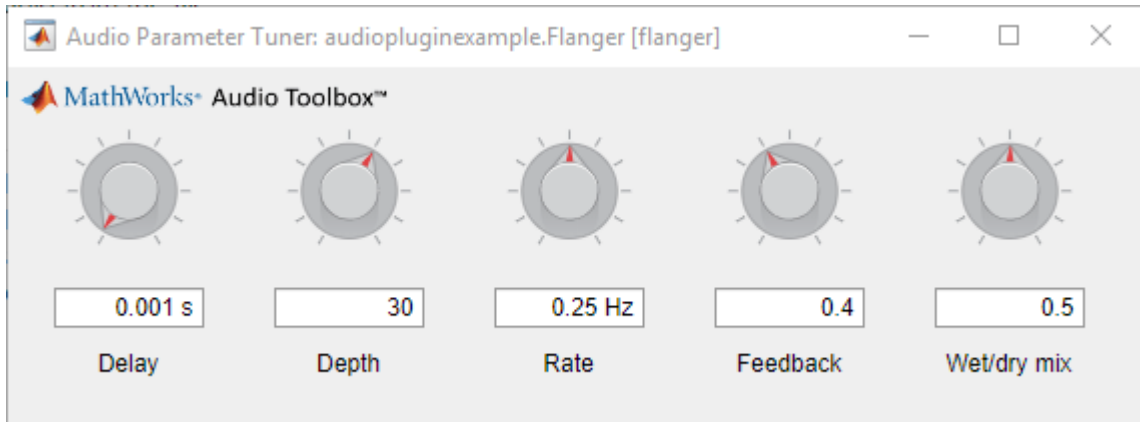 Audio Parameter Tuner: audiopluginexample.Flanger [flanger]
MathWorks® Audio Toolbox™
0.001 s 30 0.25 Hz 0.4 0.5
Delay Depth Rate Feedback Wet/dry mix